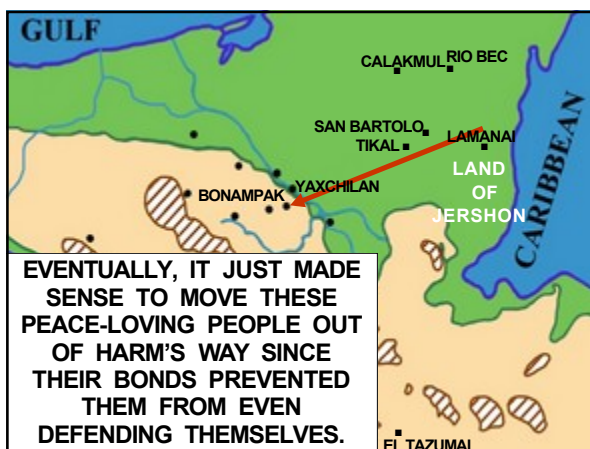 GULF
CALAKMUL RIO BEC
SAN BARTOLO
TIKAL
LAMANAI
LAND
OF
JERSHON
CARIBBEAN
YAXCHILAN
BONAMPAK
EVENTUALLY, IT JUST MADE
SENSE TO MOVE THESE
PEACE-LOVING PEOPLE OUT
OF HARM'S WAY SINCE
THEIR BONDS PREVENTED
THEM FROM EVEN
DEFENDING THEMSELVES.
EL TAZUMAL